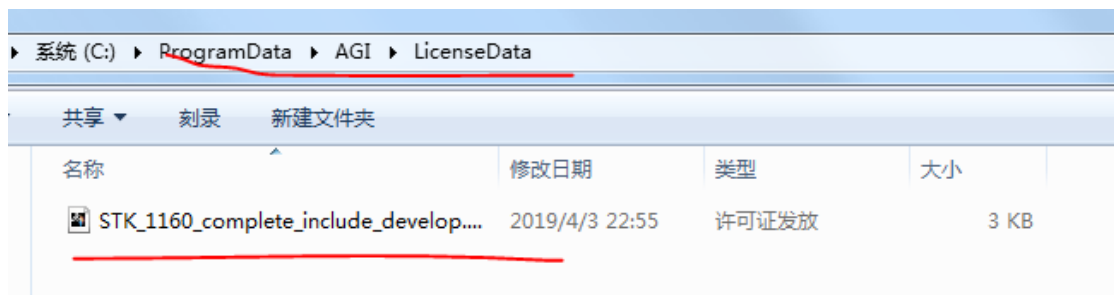 系统 (C:) ▸ ProgramData ▸ AGI ▸ LicenseData
共享 刻录 新建文件夹
名称 修改日期 类型 大小
STK_1160_complete_include_develop.... 2019/4/3 22:55 许可证发放 3 KB